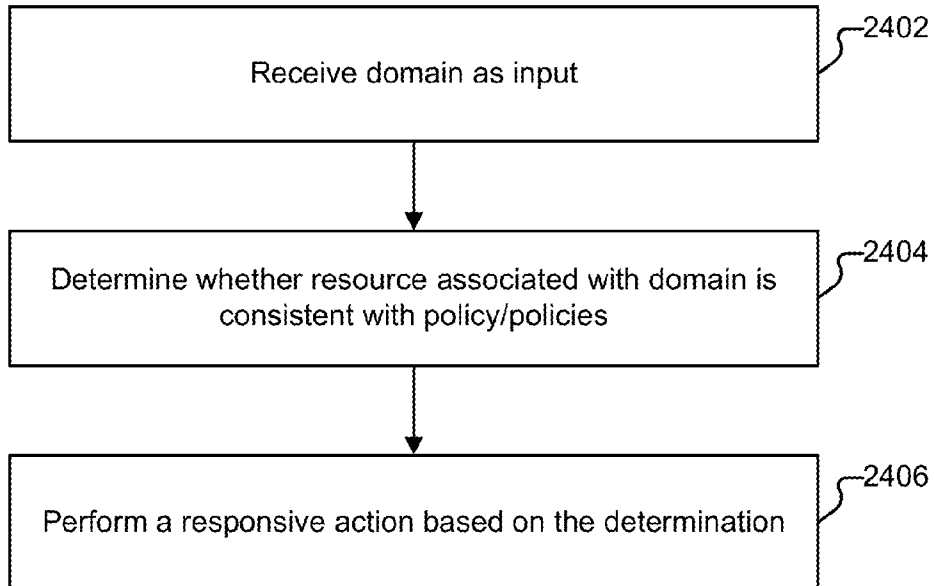 2402
Receive domain as input
2404
Determine whether resource associated with domain is
consistent with policy/policies
2406
Perform a responsive action based on the determination